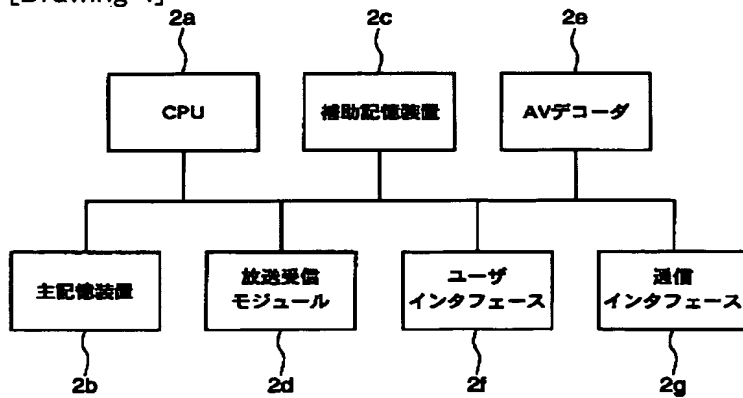 2a
2c
2e
CPU
補助記憶装置
AVデコーダ
主記憶装置
放送受信
モジュール
ユーザ
インタフェース
通信
インタフェース
2b
2d
2f
2g